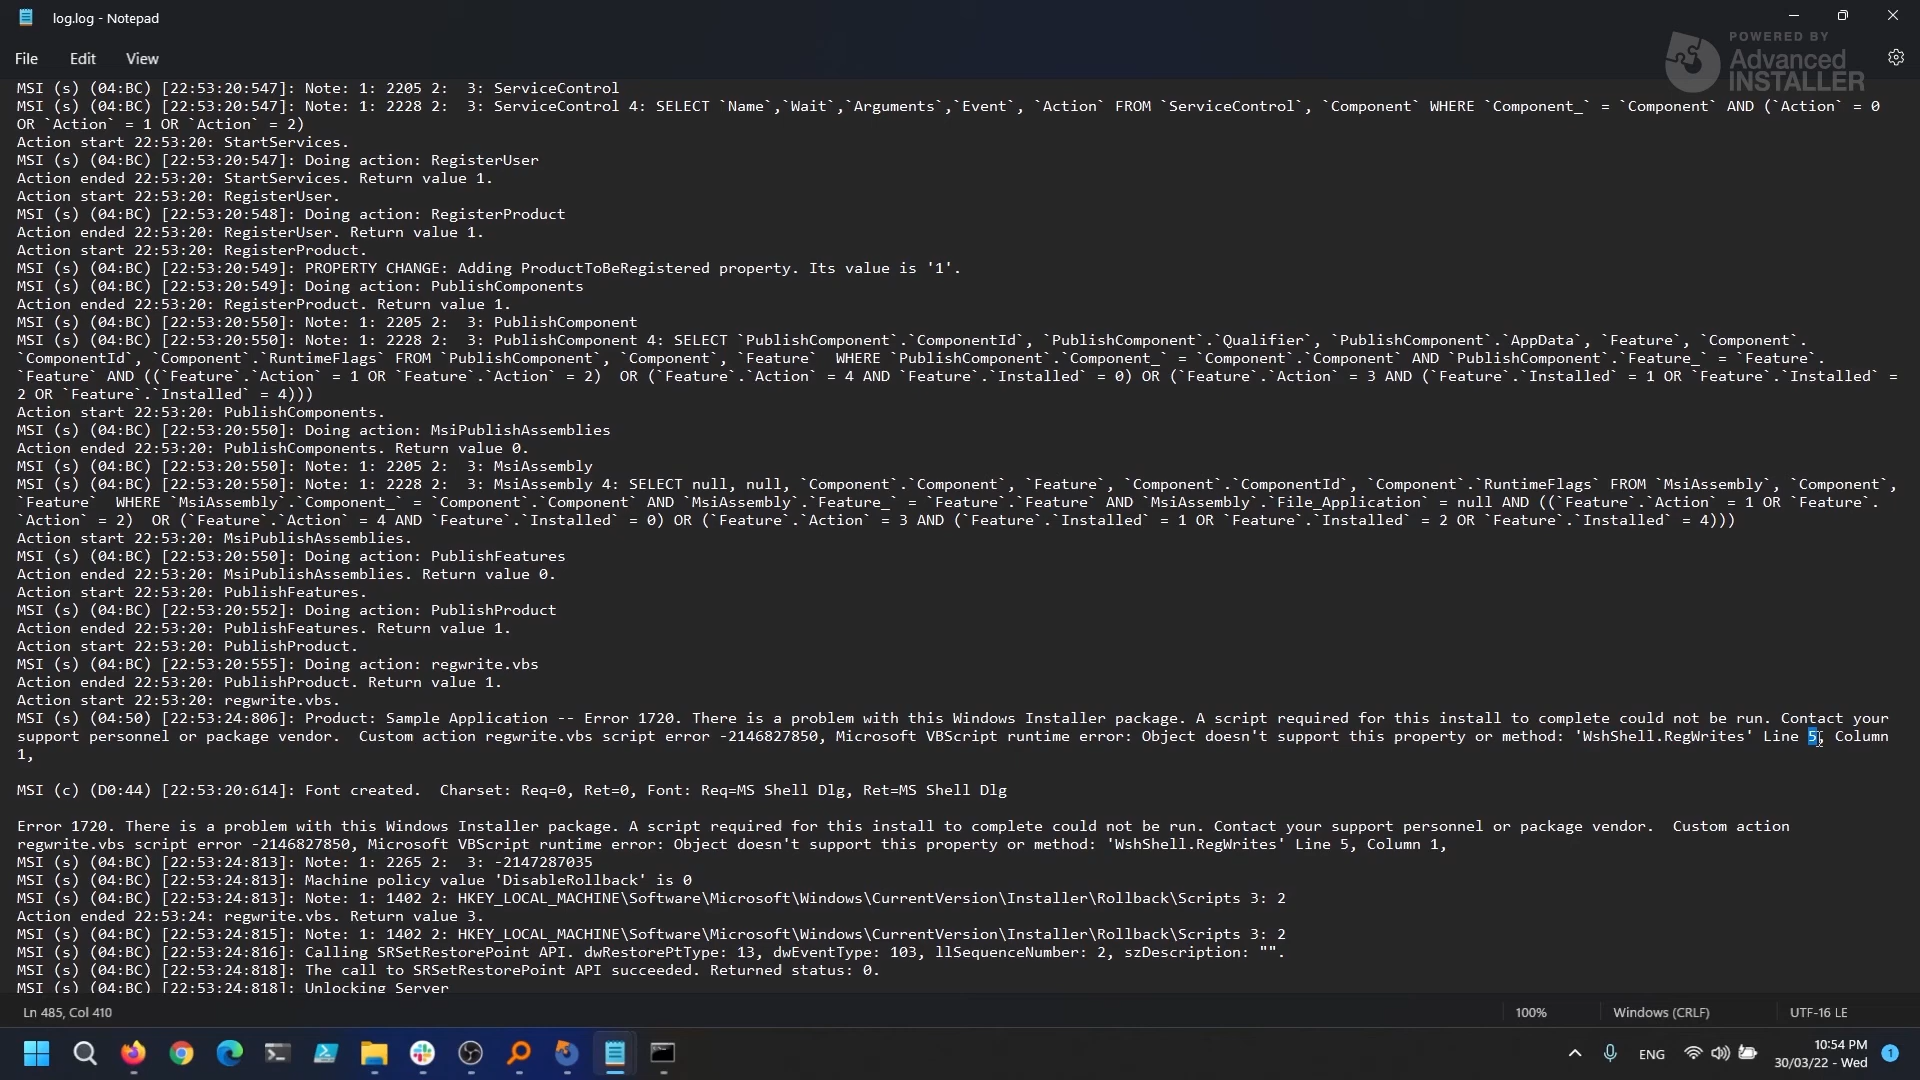 log.log - Notepad
POWERED BY
Advanced
INSTALLER
File Edit View
MSI (s) (04:BC) [22:53:20:547]: Note: 1: 2205 2:  3: ServiceControl
MSI (s) (04:BC) [22:53:20:547]: Note: 1: 2228 2:  3: ServiceControl 4: SELECT `Name`,`Wait`,`Arguments`,`Event`, `Action` FROM `ServiceControl`, `Component` WHERE `Component_` = `Component` AND (`Action` = 0
OR `Action` = 1 OR `Action` = 2)
Action start 22:53:20: StartServices.
MSI (s) (04:BC) [22:53:20:547]: Doing action: RegisterUser
Action ended 22:53:20: StartServices. Return value 1.
Action start 22:53:20: RegisterUser.
MSI (s) (04:BC) [22:53:20:548]: Doing action: RegisterProduct
Action ended 22:53:20: RegisterUser. Return value 1.
Action start 22:53:20: RegisterProduct.
MSI (s) (04:BC) [22:53:20:549]: PROPERTY CHANGE: Adding ProductToBeRegistered property. Its value is '1'.
MSI (s) (04:BC) [22:53:20:549]: Doing action: PublishComponents
Action ended 22:53:20: RegisterProduct. Return value 1.
MSI (s) (04:BC) [22:53:20:550]: Note: 1: 2205 2:  3: PublishComponent
MSI (s) (04:BC) [22:53:20:550]: Note: 1: 2228 2:  3: PublishComponent 4: SELECT `PublishComponent`.`ComponentId`, `PublishComponent`.`Qualifier`, `PublishComponent`.`AppData`, `Feature`, `Component`.
`ComponentId`, `Component`.`RuntimeFlags` FROM `PublishComponent`, `Component`, `Feature`  WHERE `PublishComponent`.`Component_` = `Component`.`Component` AND `PublishComponent`.`Feature_` = `Feature`.
`Feature` AND ((`Feature`.`Action` = 1 OR `Feature`.`Action` = 2)  OR (`Feature`.`Action` = 4 AND `Feature`.`Installed` = 0) OR (`Feature`.`Action` = 3 AND (`Feature`.`Installed` = 1 OR `Feature`.`Installed` =
2 OR `Feature`.`Installed` = 4)))
Action start 22:53:20: PublishComponents.
MSI (s) (04:BC) [22:53:20:550]: Doing action: MsiPublishAssemblies
Action ended 22:53:20: PublishComponents. Return value 0.
MSI (s) (04:BC) [22:53:20:550]: Note: 1: 2205 2:  3: MsiAssembly
MSI (s) (04:BC) [22:53:20:550]: Note: 1: 2228 2:  3: MsiAssembly 4: SELECT null, null, `Component`.`Component`, `Feature`, `Component`.`ComponentId`, `Component`.`RuntimeFlags` FROM `MsiAssembly`, `Component`,
`Feature`  WHERE `MsiAssembly`.`Component_` = `Component`.`Component` AND `MsiAssembly`.`Feature_` = `Feature`.`Feature` AND `MsiAssembly`.`File_Application` = null AND ((`Feature`.`Action` = 1 OR `Feature`.
`Action` = 2)  OR (`Feature`.`Action` = 4 AND `Feature`.`Installed` = 0) OR (`Feature`.`Action` = 3 AND (`Feature`.`Installed` = 1 OR `Feature`.`Installed` = 2 OR `Feature`.`Installed` = 4)))
Action start 22:53:20: MsiPublishAssemblies.
MSI (s) (04:BC) [22:53:20:550]: Doing action: PublishFeatures
Action ended 22:53:20: MsiPublishAssemblies. Return value 0.
Action start 22:53:20: PublishFeatures.
MSI (s) (04:BC) [22:53:20:552]: Doing action: PublishProduct
Action ended 22:53:20: PublishFeatures. Return value 1.
Action start 22:53:20: PublishProduct.
MSI (s) (04:BC) [22:53:20:555]: Doing action: regwrite.vbs
Action ended 22:53:20: PublishProduct. Return value 1.
Action start 22:53:20: regwrite.vbs.
MSI (s) (04:50) [22:53:24:806]: Product: Sample Application -- Error 1720. There is a problem with this Windows Installer package. A script required for this install to complete could not be run. Contact your
support personnel or package vendor.  Custom action regwrite.vbs script error -2146827850, Microsoft VBScript runtime error: Object doesn't support this property or method: 'WshShell.RegWrites' Line 5, Column
1,
MSI (c) (D0:44) [22:53:20:614]: Font created.  Charset: Req=0, Ret=0, Font: Req=MS Shell Dlg, Ret=MS Shell Dlg
Error 1720. There is a problem with this Windows Installer package. A script required for this install to complete could not be run. Contact your support personnel or package vendor.  Custom action
regwrite.vbs script error -2146827850, Microsoft VBScript runtime error: Object doesn't support this property or method: 'WshShell.RegWrites' Line 5, Column 1,
MSI (s) (04:BC) [22:53:24:813]: Note: 1: 2265 2:  3: -2147287035
MSI (s) (04:BC) [22:53:24:813]: Machine policy value 'DisableRollback' is 0
MSI (s) (04:BC) [22:53:24:813]: Note: 1: 1402 2: HKEY_LOCAL_MACHINE\Software\Microsoft\Windows\CurrentVersion\Installer\Rollback\Scripts 3: 2
Action ended 22:53:24: regwrite.vbs. Return value 3.
MSI (s) (04:BC) [22:53:24:815]: Note: 1: 1402 2: HKEY_LOCAL_MACHINE\Software\Microsoft\Windows\CurrentVersion\Installer\Rollback\Scripts 3: 2
MSI (s) (04:BC) [22:53:24:816]: Calling SRSetRestorePoint API. dwRestorePtType: 13, dwEventType: 103, llSequenceNumber: 2, szDescription: "".
MSI (s) (04:BC) [22:53:24:818]: The call to SRSetRestorePoint API succeeded. Returned status: 0.
MSI (s) (04:BC) [22:53:24:818]: Unlocking Server
Ln 485, Col 410 100% Windows (CRLF) UTF-16 LE
ENG 10:54 PM 1
30/03/22 - Wed